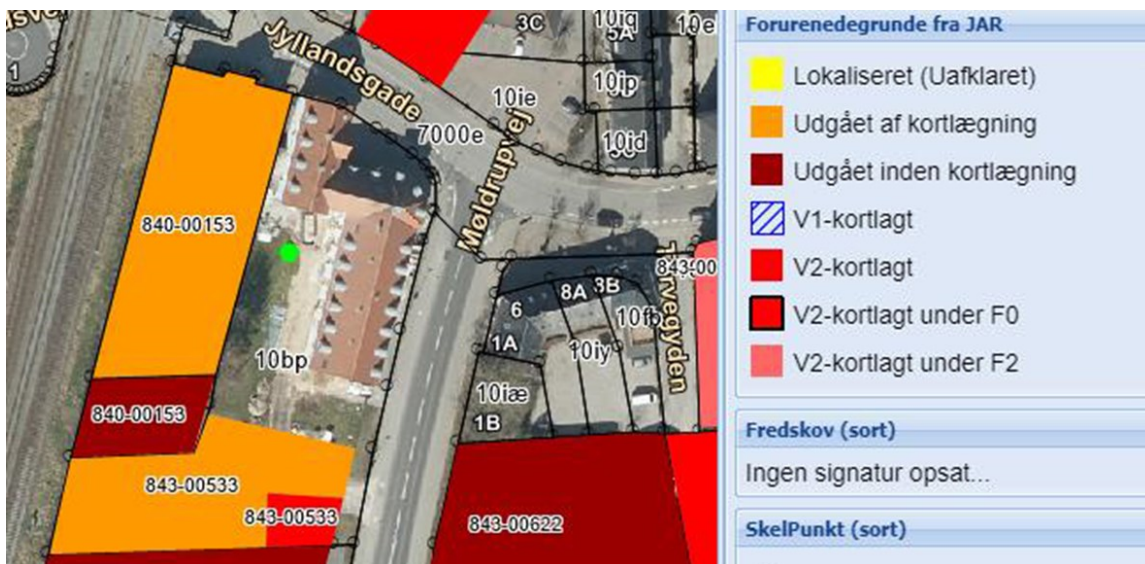 Jyllandsgade
7000e
Møldrupvej
10ie
3C
10iq
5A
10e
10ip
10id
840-00153
10bp
840-00153
843-00533
843-00533
6
8A
8B
1A
10iy
10iæ
1B
843-00622
1
Forurenedegrunde fra JAR
Lokaliseret (Uafklaret)
Udgået af kortlægning
Udgået inden kortlægning
V1-kortlagt
V2-kortlagt
V2-kortlagt under F0
V2-kortlagt under F2
Fredskov (sort)
Ingen signatur opsat...
SkelPunkt (sort)